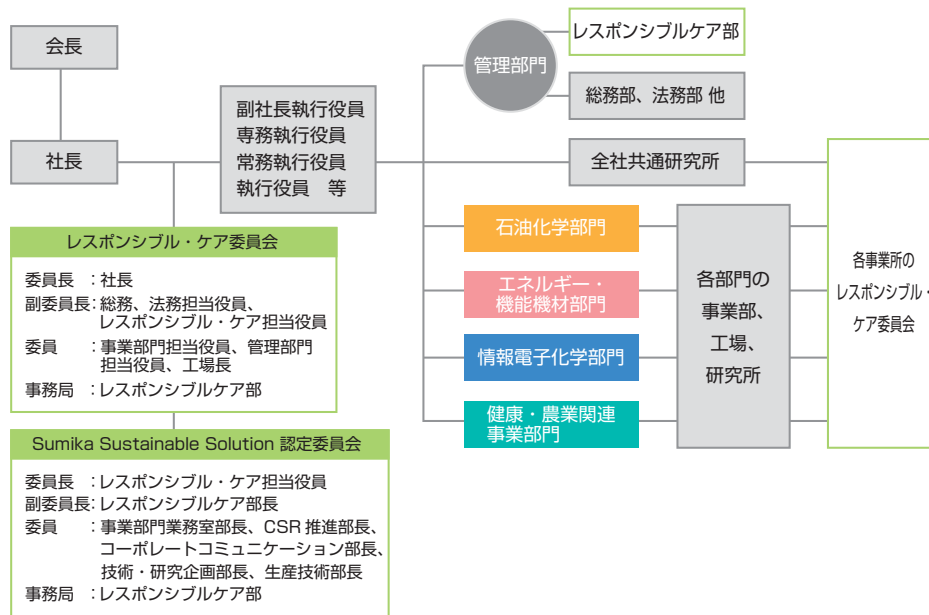 会長
社長
副社長執行役員
専務執行役員
常務執行役員
執行役員　等
レスポンシブル・ケア委員会
委員長　：社長
副委員長：総務、法務担当役員、
レスポンシブル・ケア担当役員
委員　　：事業部門担当役員、管理部門
担当役員、工場長
事務局　：レスポンシブルケア部
Sumika Sustainable Solution 認定委員会
委員長　：レスポンシブル・ケア担当役員
副委員長：レスポンシブルケア部長
委員　　：事業部門業務室部長、CSR 推進部長、
コーポレートコミュニケーション部長、
技術・研究企画部長、生産技術部長
事務局　：レスポンシブルケア部
管理部門
レスポンシブルケア部
総務部、法務部 他
全社共通研究所
石油化学部門
エネルギー・
機能機材部門
情報電子化学部門
健康・農業関連
事業部門
各部門の
事業部、
工場、
研究所
各事業所の
レスポンシブル・
ケア委員会